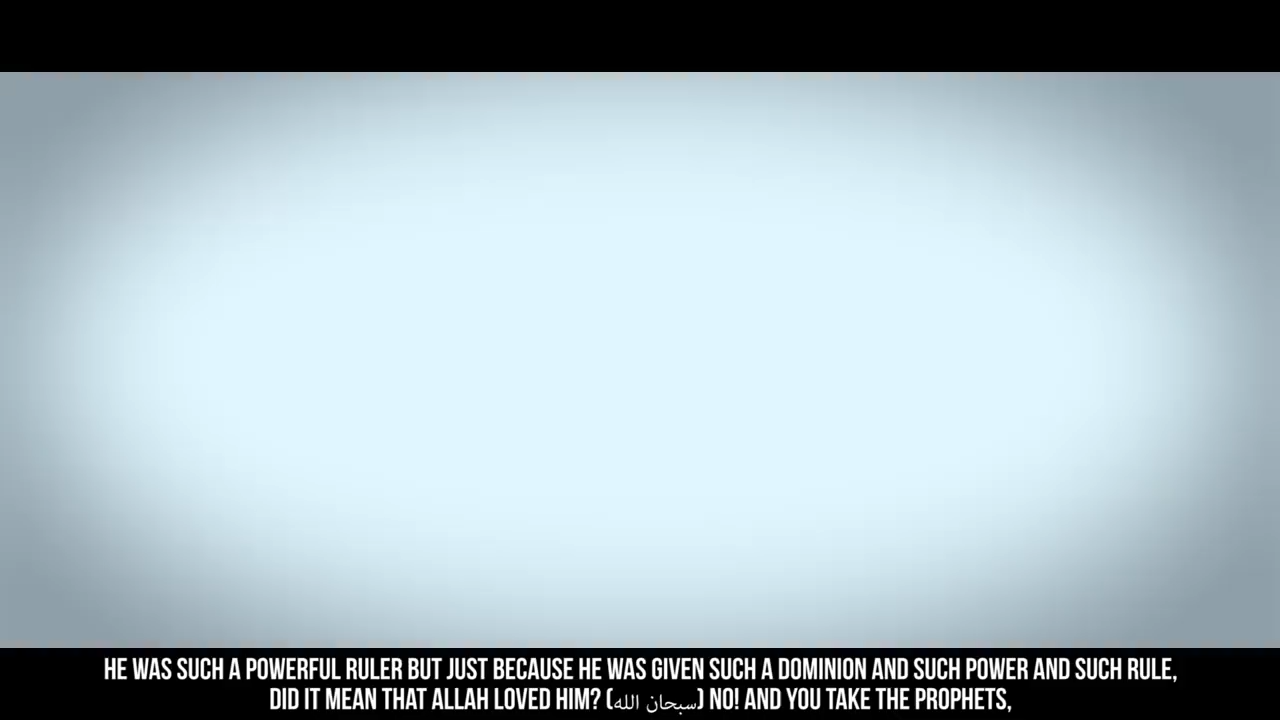 HE WAS SUCH A POWERFUL RULER BUT JUST BECAUSE HE WAS GIVEN SUCH A DOMINION AND SUCH POWER AND SUCH RULE,
DID IT MEAN THAT ALLAH LOVED HIM? (سبحان الله) NO! AND YOU TAKE THE PROPHETS,